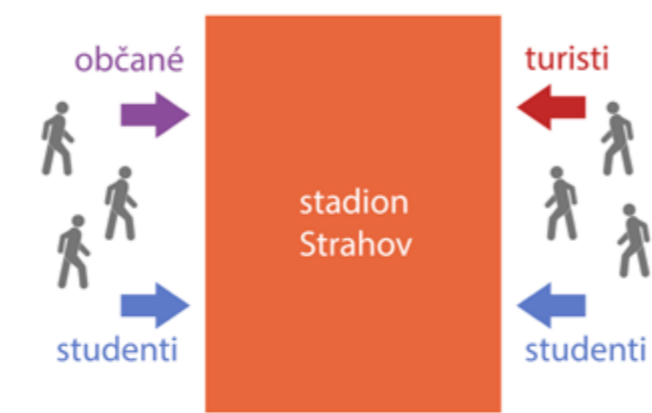 občané
turisti
stadion
Strahov
studenti
studenti